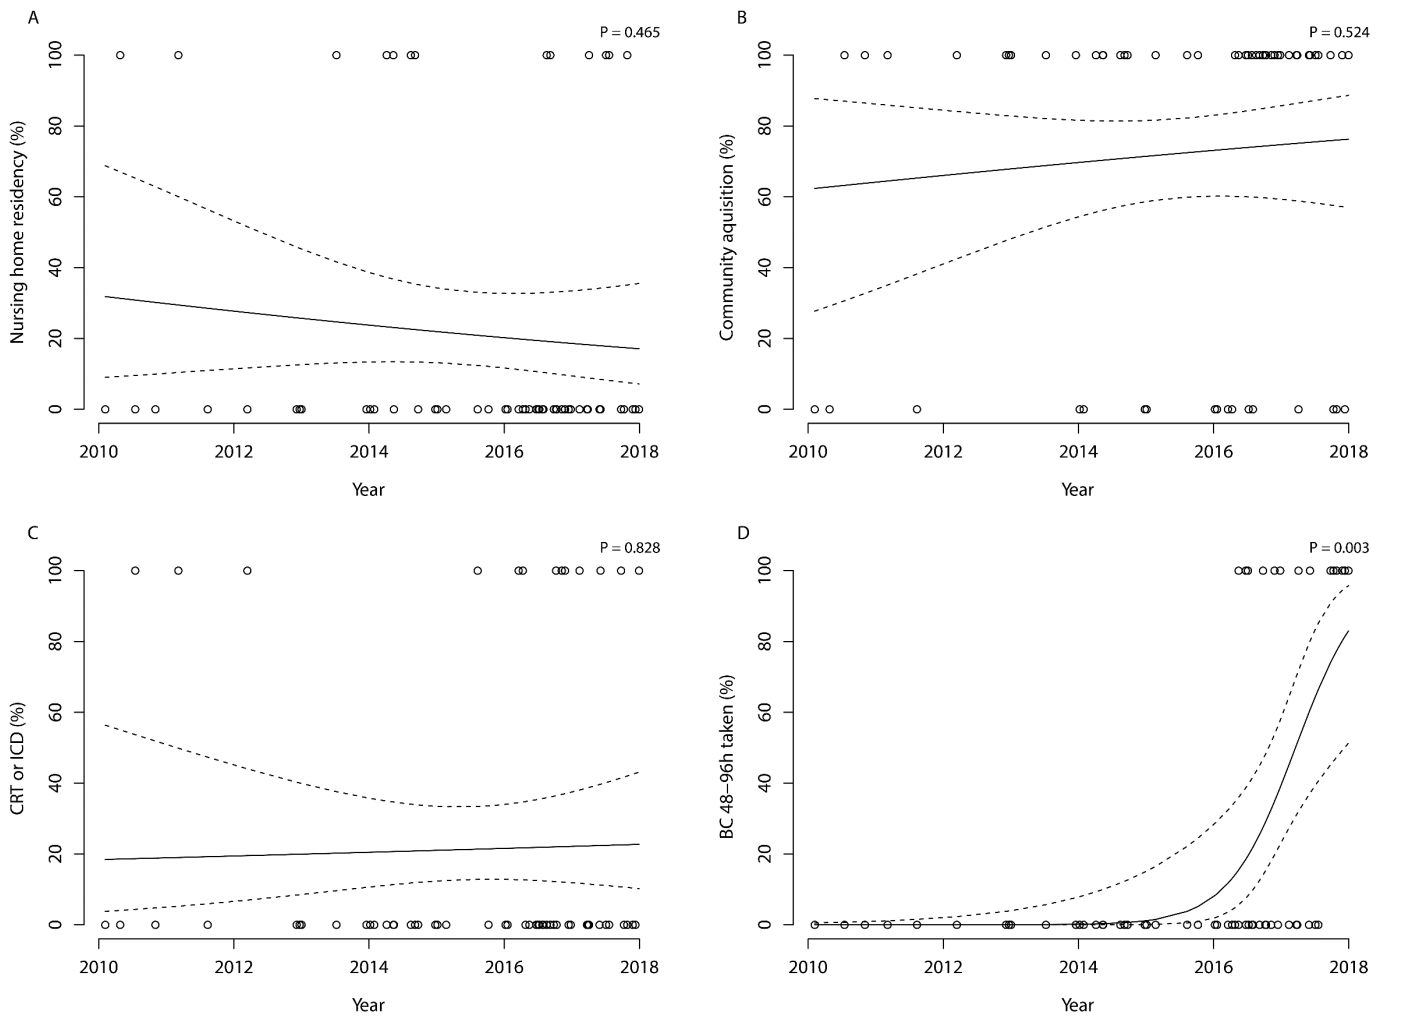 A
P = 0.465
Nursing home residency (%)
0 20 40 60 80 100
2010 2012 2014 2016 2018
Year
B
P = 0.524
Community aquisition (%)
0 20 40 60 80 100
2010 2012 2014 2016 2018
Year
C
P = 0.828
CRT or ICD (%)
0 20 40 60 80 100
2010 2012 2014 2016 2018
Year
D
P = 0.003
BC 48−96h taken (%)
0 20 40 60 80 100
2010 2012 2014 2016 2018
Year